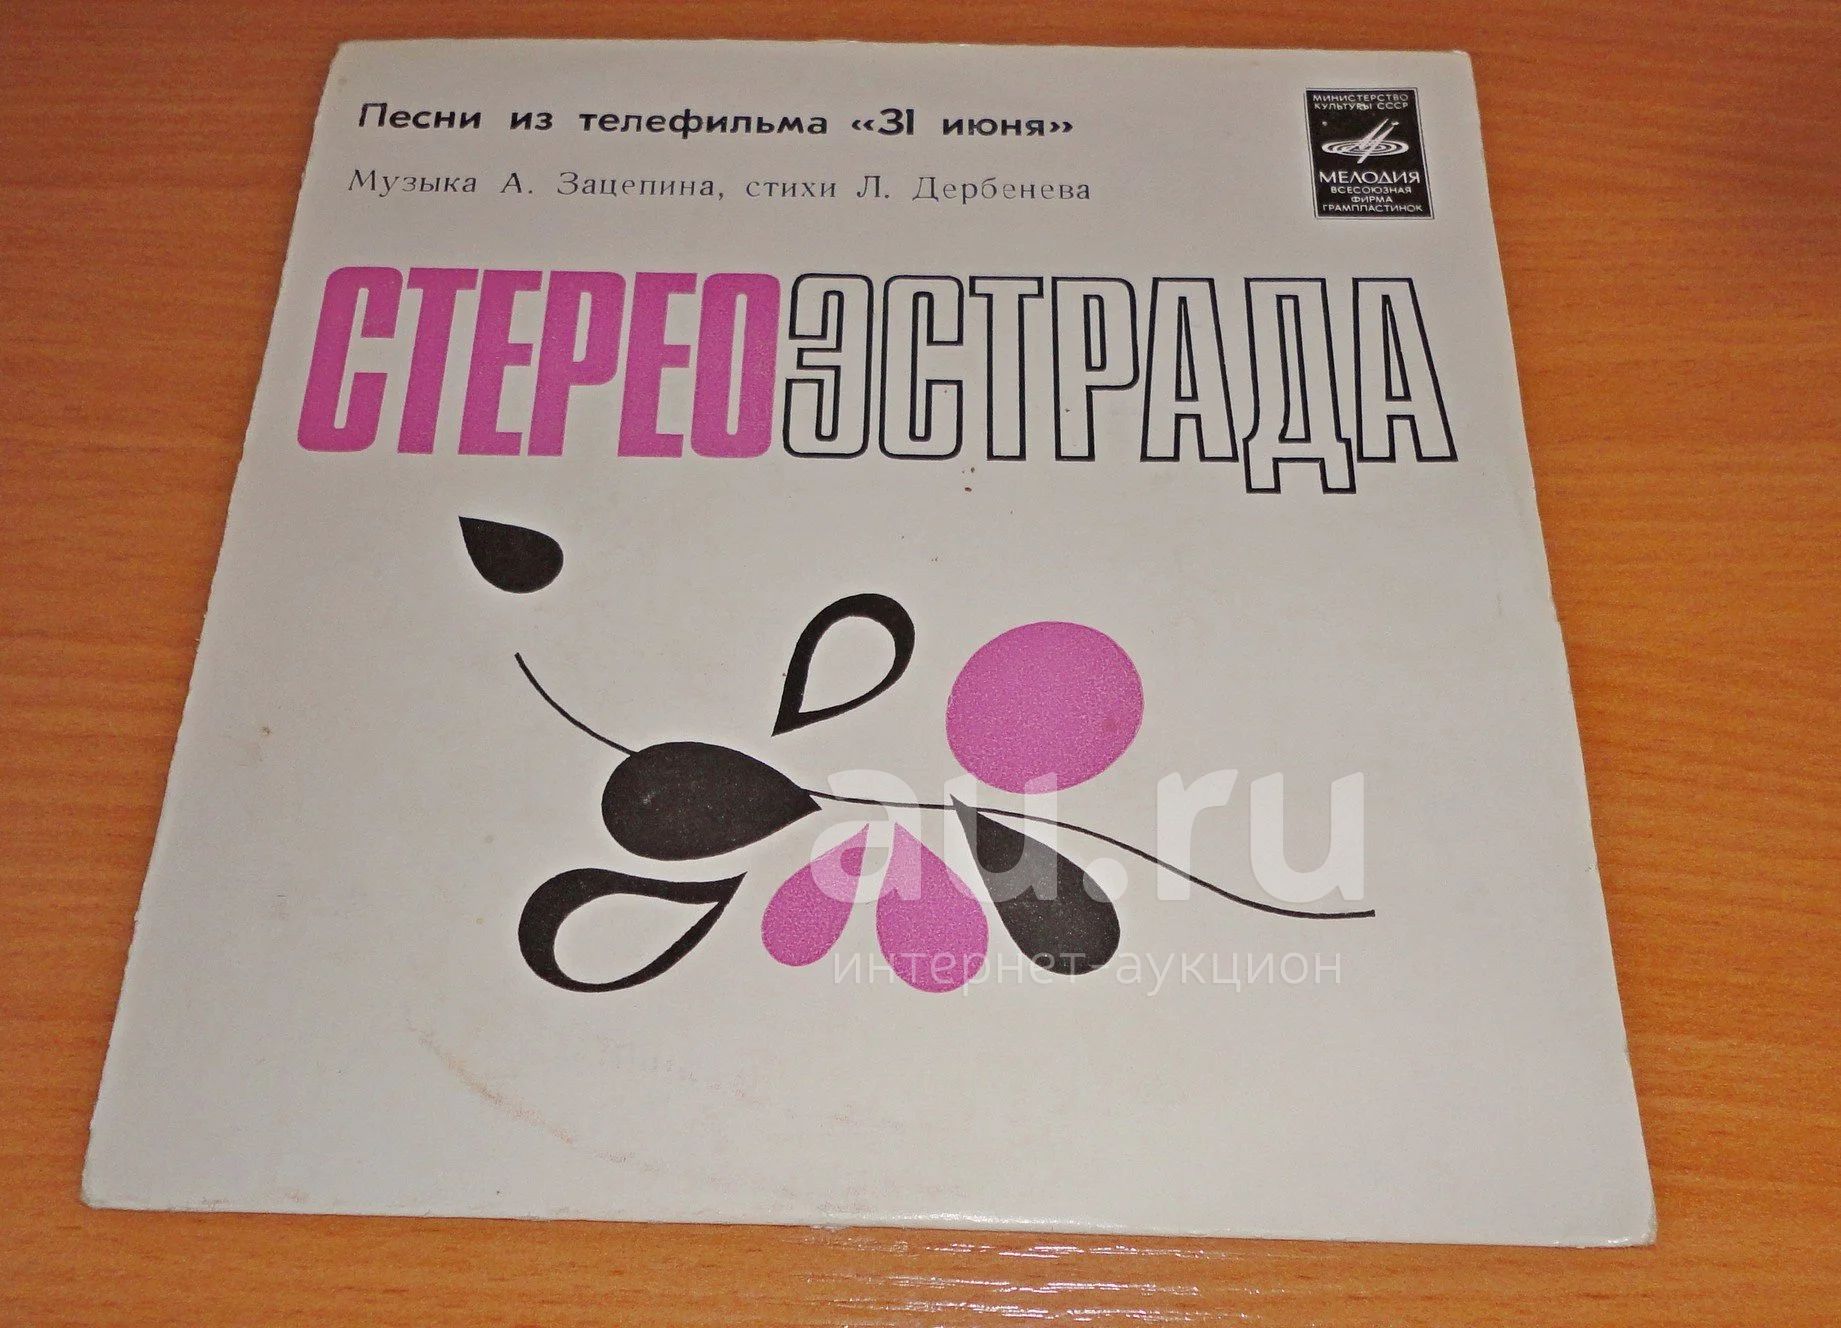 Песни из телефильма «31 июня»
Музыка А. Зацепина, стихи Л. Дербенева
МИНИСТЕРСТВО
КУЛЬТУРЫ СССР
МЕЛОДИЯ
ВСЕСОЮЗНАЯ
ФИРМА
ГРАМПЛАСТИНОК
СТЕРЕОЭСТРАДА
au.ru
интернет-аукцион